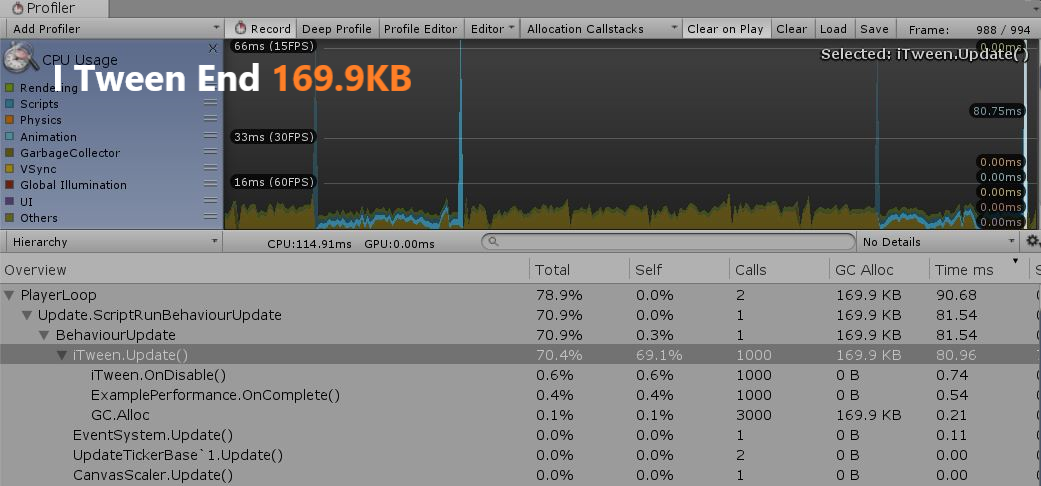 Profiler
Add Profiler Record Deep Profile Profile Editor Editor Allocation Callstacks Clear on Play Clear Load Save Frame: 988 / 994
CPU Usage
I Tween End 169.9KB
Rendering
Scripts
Physics
Animation
GarbageCollector
VSync
Global Illumination
UI
Others
66ms (15FPS)
33ms (30FPS)
16ms (60FPS)
Selected: iTween.Update()
0.00ms
80.75ms
0.00ms
0.00ms
0.00ms
0.00ms
0.00ms
Hierarchy CPU:114.91ms GPU:0.00ms No Details
Overview Total Self Calls GC Alloc Time ms
PlayerLoop 78.9% 0.0% 2 169.9 KB 90.68
Update.ScriptRunBehaviourUpdate 70.9% 0.0% 1 169.9 KB 81.54
BehaviourUpdate 70.9% 0.3% 1 169.9 KB 81.54
iTween.Update() 70.4% 69.1% 1000 169.9 KB 80.96
iTween.OnDisable() 0.6% 0.6% 1000 0 B 0.74
ExamplePerformance.OnComplete() 0.4% 0.4% 1000 0 B 0.54
GC.Alloc 0.1% 0.1% 3000 169.9 KB 0.21
EventSystem.Update() 0.0% 0.0% 1 0 B 0.11
UpdateTickerBase`1.Update() 0.0% 0.0% 2 0 B 0.00
CanvasScaler.Update() 0.0% 0.0% 1 0 B 0.00